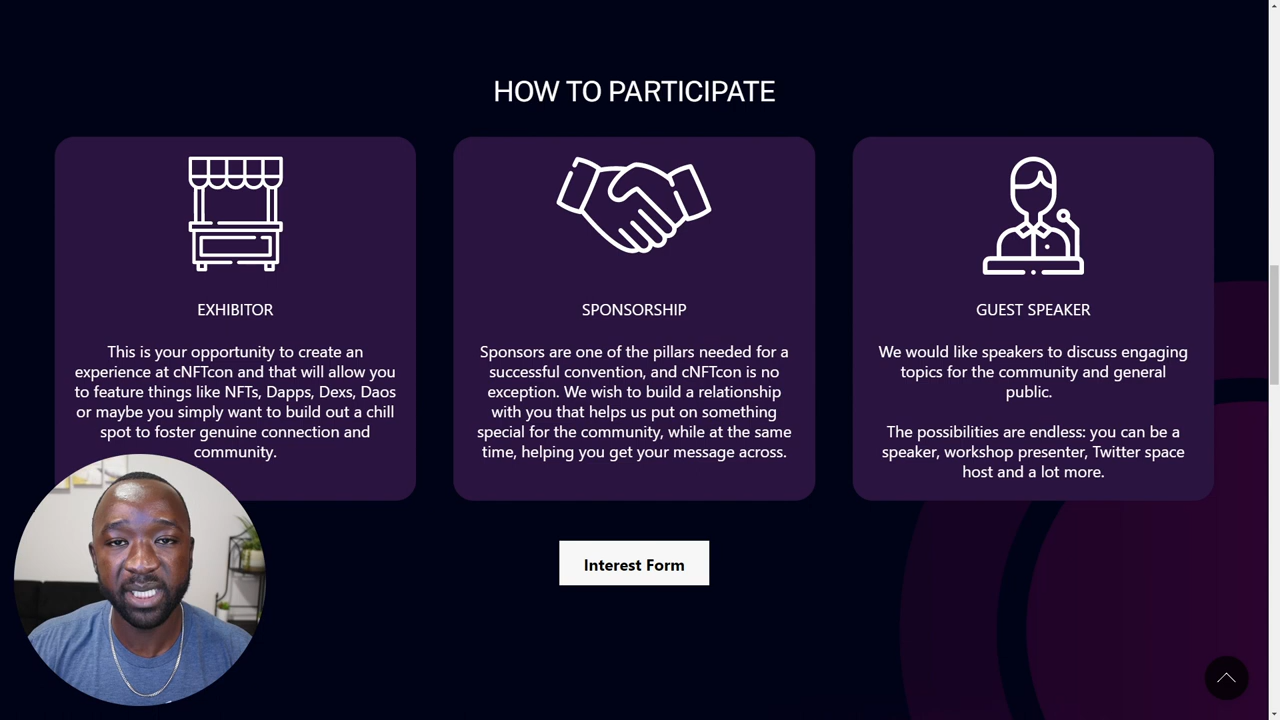 HOW TO PARTICIPATE
EXHIBITOR
This is your opportunity to create an
experience at cNFTcon and that will allow you
to feature things like NFTs, Dapps, Dexs, Daos
or maybe you simply want to build out a chill
spot to foster genuine connection and
community.
SPONSORSHIP
Sponsors are one of the pillars needed for a
successful convention, and cNFTcon is no
exception. We wish to build a relationship
with you that helps us put on something
special for the community, while at the same
time, helping you get your message across.
GUEST SPEAKER
We would like speakers to discuss engaging
topics for the community and general
public.
The possibilities are endless: you can be a
speaker, workshop presenter, Twitter space
host and a lot more.
Interest Form